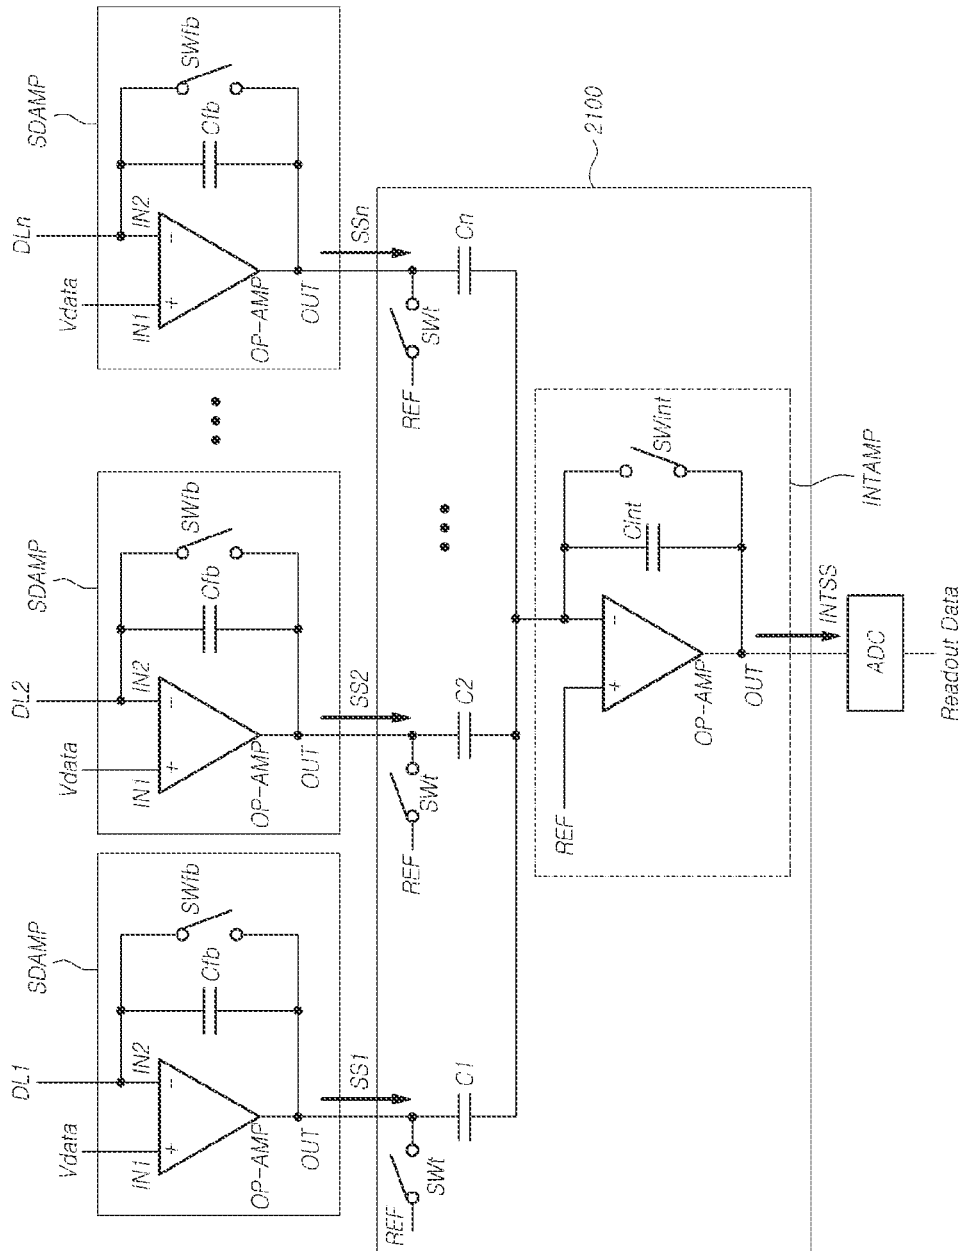 SDAMP
DLn
Vdata
IN1
IN2
OP-AMP
OUT
Cfb
SWfb
SSn
SWt
REF
Cn
2100
SDAMP
DL2
Vdata
IN1
IN2
OP-AMP
OUT
Cfb
SWfb
SS2
SWt
REF
C2
SDAMP
DL1
Vdata
IN1
IN2
OP-AMP
OUT
Cfb
SWfb
SS1
SWt
REF
C1
REF
OP-AMP
OUT
Cint
SWint
INTAMP
INTSS
ADC
Readout Data